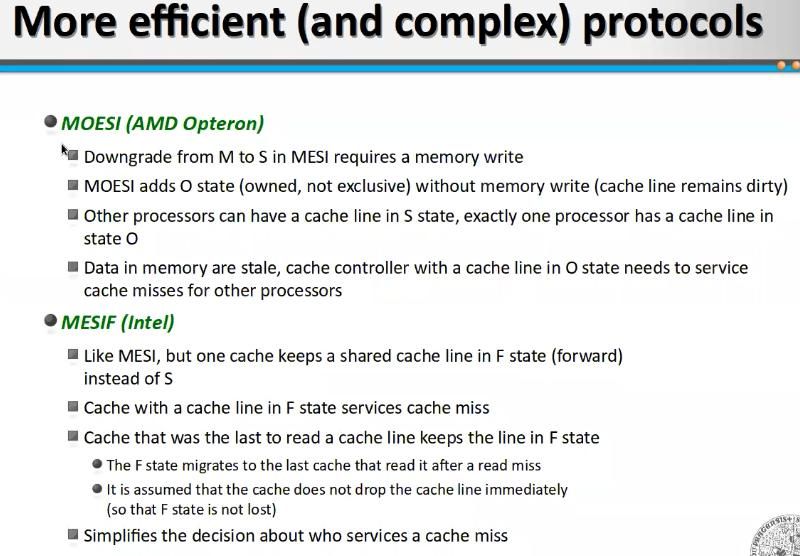 More efficient (and complex) protocols
MOESI (AMD Opteron)
Downgrade from M to S in MESI requires a memory write
MOESI adds O state (owned, not exclusive) without memory write (cache line remains dirty)
Other processors can have a cache line in S state, exactly one processor has a cache line in
state O
Data in memory are stale, cache controller with a cache line in O state needs to service
cache misses for other processors
MESIF (Intel)
Like MESI, but one cache keeps a shared cache line in F state (forward)
instead of S
Cache with a cache line in F state services cache miss
Cache that was the last to read a cache line keeps the line in F state
The F state migrates to the last cache that read it after a read miss
It is assumed that the cache does not drop the cache line immediately
(so that F state is not lost)
Simplifies the decision about who services a cache miss